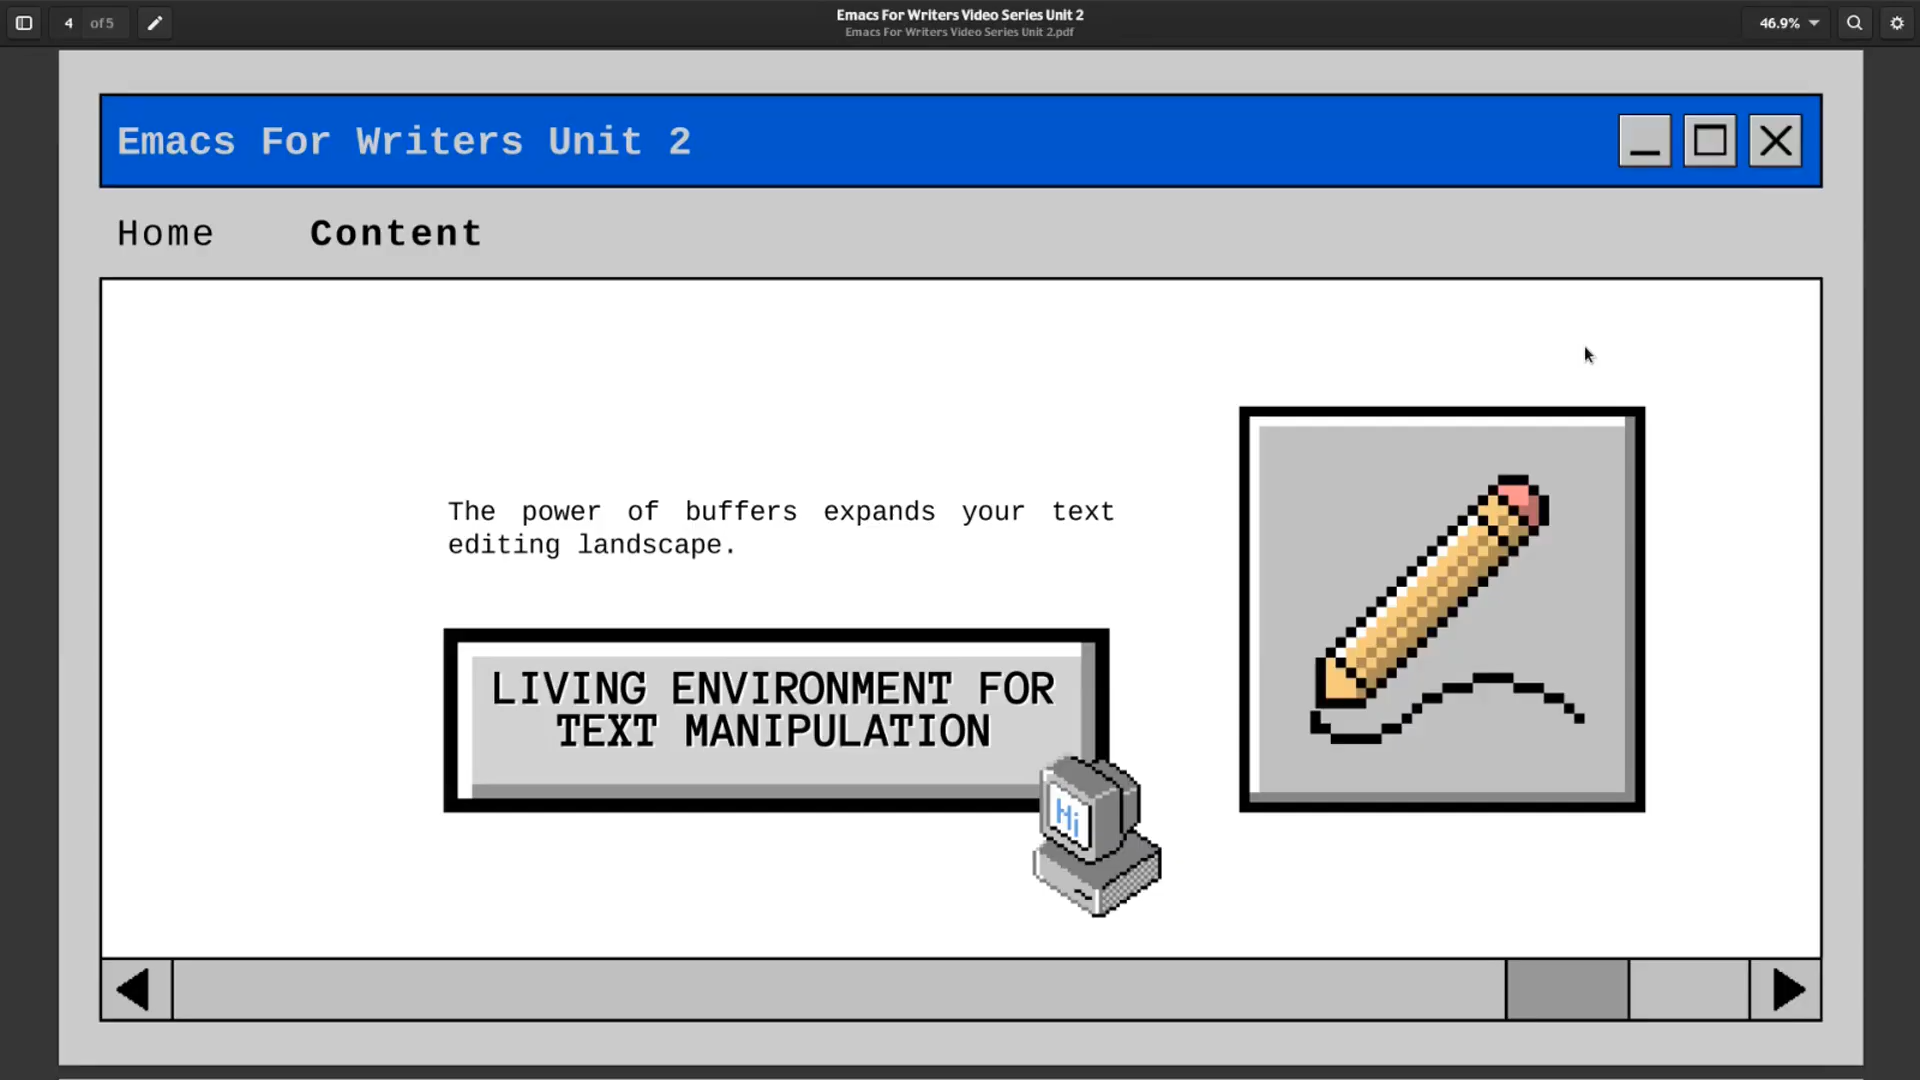 4 of 5
Emacs For Writers Video Series Unit 2
Emacs For Writers Video Series Unit 2.pdf
46.9%
Emacs For Writers Unit 2
Home Content
The power of buffers expands your text
editing landscape.
LIVING ENVIRONMENT FOR
TEXT MANIPULATION
Hi